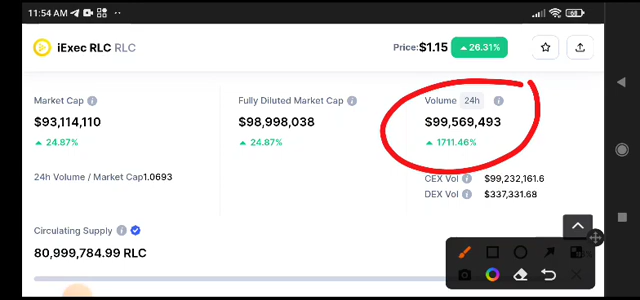 11:54 AM
68
iExec RLC RLC
Price: $1.15 26.31%
Market Cap
Fully Diluted Market Cap
Volume 24h
$93,114,110
$98,998,038
$99,569,493
24.87%
24.87%
1711.46%
24h Volume / Market Cap 1.0693
CEX Vol $99,232,161.6
DEX Vol $337,331.68
Circulating Supply
80,999,784.99 RLC